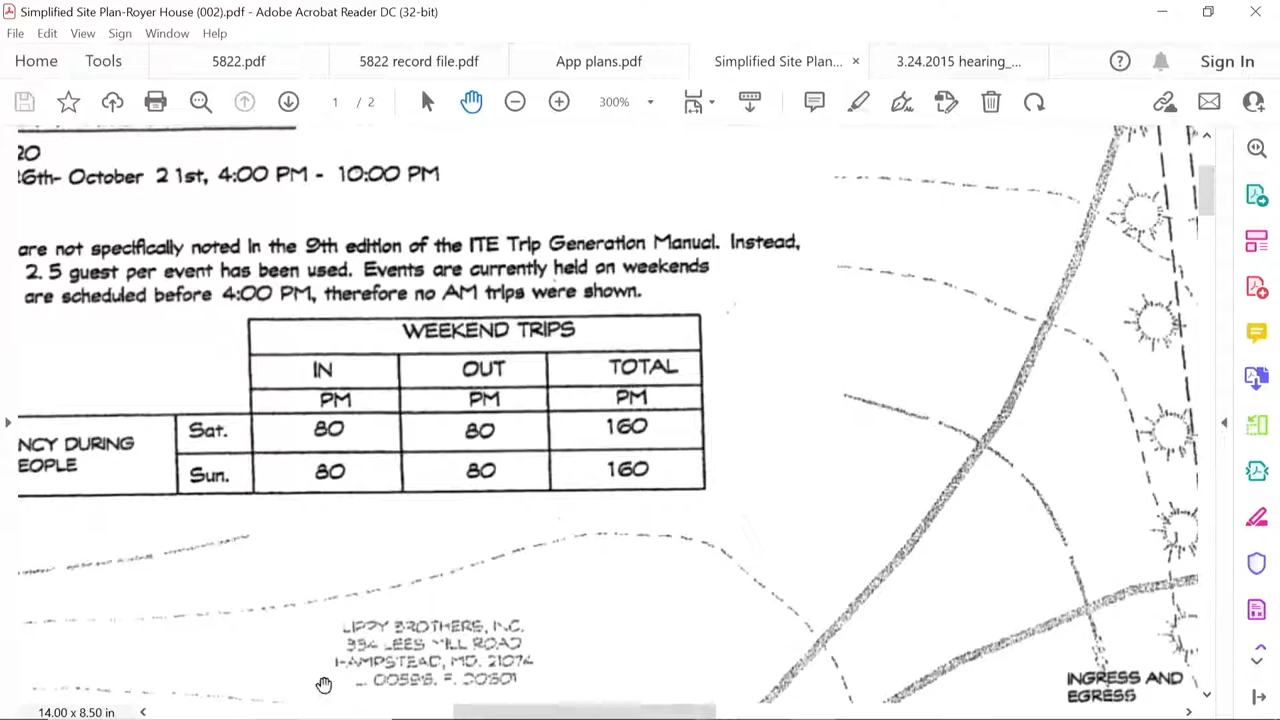 Simplified Site Plan-Royer House (002).pdf - Adobe Acrobat Reader DC (32-bit)
File Edit View Sign Window Help
Home Tools 5822.pdf 5822 record file.pdf App plans.pdf Simplified Site Plan... × 3.24.2015 hearing_... Sign In
1 / 2 300%
20
26th- October 2 1st, 4:00 PM - 10:00 PM
are not specifically noted in the 9th edition of the ITE Trip Generation Manual. Instead,
2. 5 guest per event has been used. Events are currently held on weekends
are scheduled before 4:00 PM, therefore no AM trips were shown.
WEEKEND TRIPS
IN OUT TOTAL
PM PM PM
NCY DURING
EOPLE
Sat. 80 80 160
Sun. 80 80 160
LIPPY BROTHERS, INC.
334 LEES MILL ROAD
HAMPSTEAD, MD. 21074
INGRESS AND
EGRESS
14.00 x 8.50 in